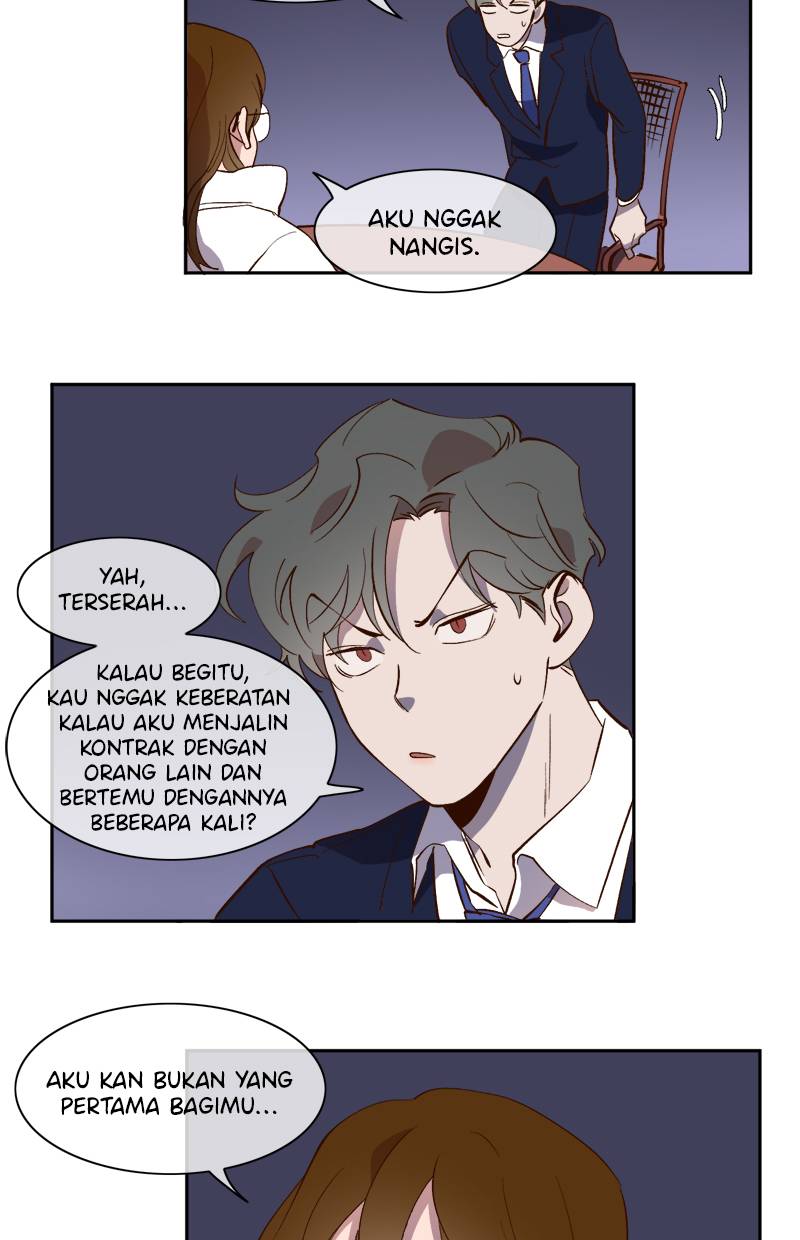 AKU NGGAK
NANGIS.
YAH,
TERSERAH...
KALAU BEGITU,
KAU NGGAK KEBERATAN
KALAU AKU MENJALIN
KONTRAK DENGAN
ORANG LAIN DAN
BERTEMU DENGANNYA
BEBERAPA KALI?
AKU KAN BUKAN YANG
PERTAMA BAGIMU...